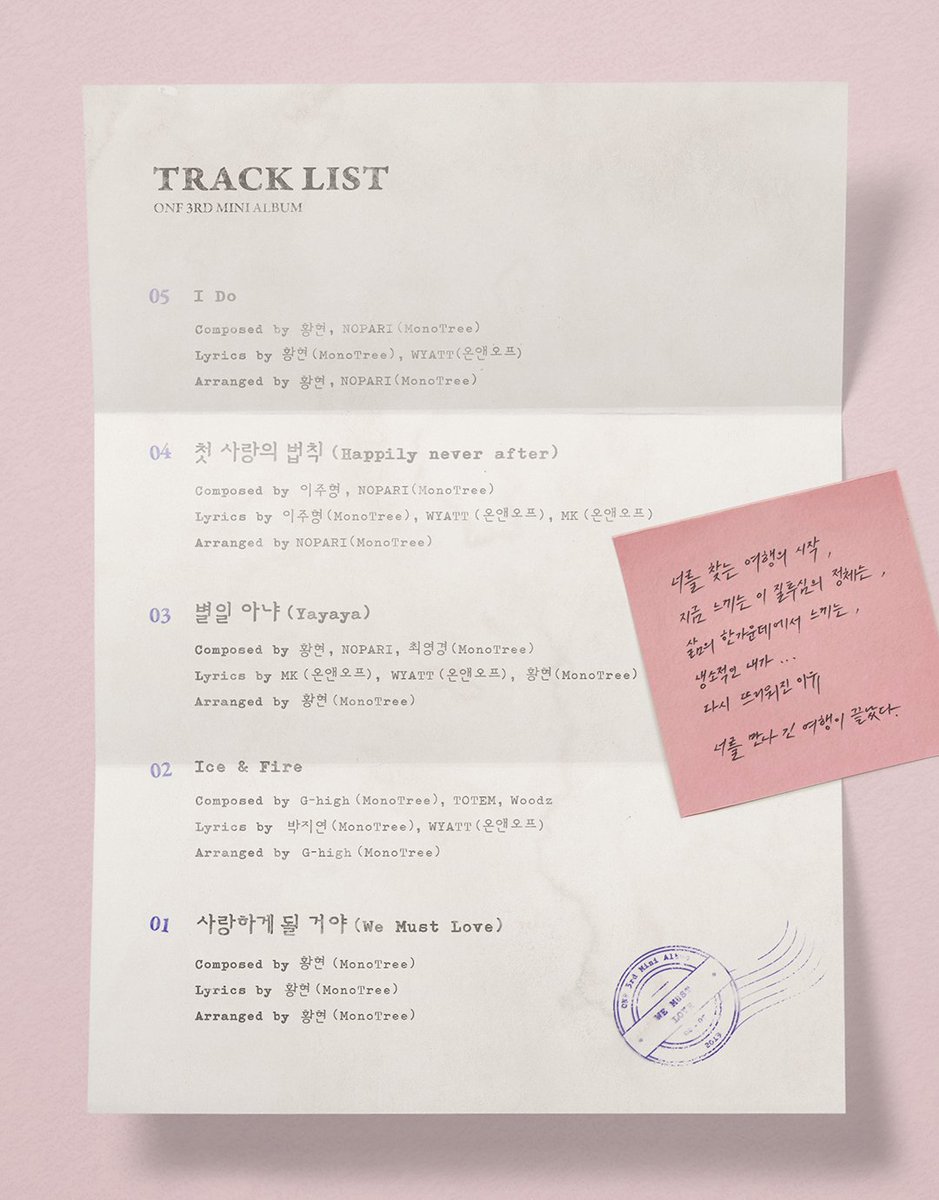 TRACK LIST
ONF 3RD MINI ALBUM
05 I Do
Composed by 황현, NOPARI(MonoTree)
Lyrics by 황현(MonoTree), WYATT(온앤오프)
Arranged by 황현, NOPARI(MonoTree)
04 첫 사랑의 법칙 (Happily never after)
Composed by 이주형, NOPARI(MonoTree)
Lyrics by 이주형(MonoTree), WYATT (온앤오프), MK (온앤오프)
Arranged by NOPARI(MonoTree)
03 별일 아냐 (Yayaya)
Composed by 황현, NOPARI, 최영경(MonoTree)
Lyrics by MK (온앤오프), WYATT (온앤오프), 황현(MonoTree)
Arranged by 황현(MonoTree)
02 Ice & Fire
Composed by G-high (MonoTree), TOTEM, Woodz
Lyrics by 박지연(MonoTree), WYATT(온앤오프)
Arranged by G-high (MonoTree)
01 사랑하게 될 거야 (We Must Love)
Composed by 황현 (MonoTree)
Lyrics by 황현 (MonoTree)
Arranged by 황현 (MonoTree)
너를 찾는 여행의 시작,
지금 느끼는 이 질투심의 정체는,
삶의 한가운데에서 느끼는,
생소적인 내가 ...
다시 뜨거워진 이유
너를 만나 긴 여행이 끝났다.
ONF 3rd Mini Album
WE MUST
LOVE
02-07
2019